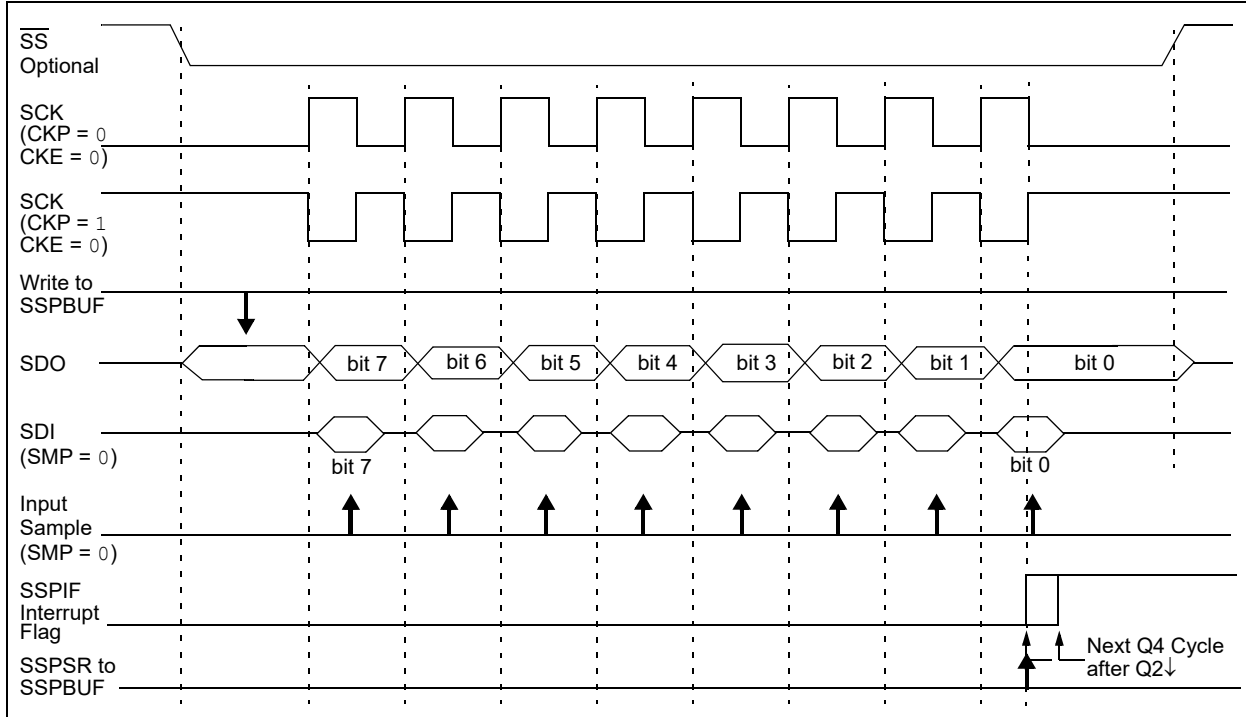 SS
Optional
SCK
(CKP = 0
CKE = 0)
SCK
(CKP = 1
CKE = 0)
Write to
SSPBUF
SDO
bit 7 bit 6 bit 5 bit 4 bit 3 bit 2 bit 1 bit 0
SDI
(SMP = 0)
bit 7 bit 0
Input
Sample
(SMP = 0)
SSPIF
Interrupt
Flag
Next Q4 Cycle
after Q2↓
SSPSR to
SSPBUF